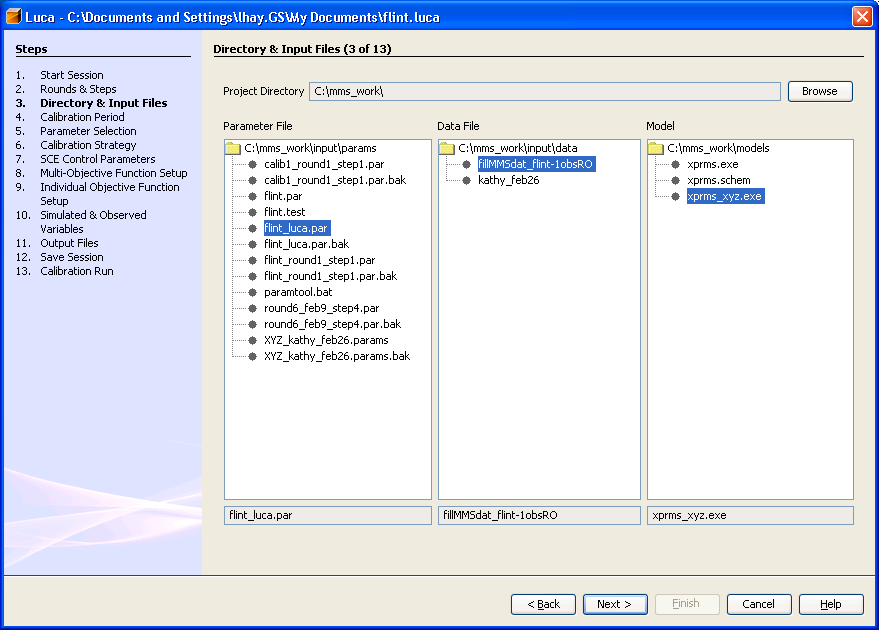 Luca - C:\Documents and Settings\lhay.GS\My Documents\flint.luca
Steps
1. Start Session
2. Rounds & Steps
3. Directory & Input Files
4. Calibration Period
5. Parameter Selection
6. Calibration Strategy
7. SCE Control Parameters
8. Multi-Objective Function Setup
9. Individual Objective Function
Setup
10. Simulated & Observed
Variables
11. Output Files
12. Save Session
13. Calibration Run
Directory & Input Files (3 of 13)
Project Directory C:\mms_work\ Browse
Parameter File
C:\mms_work\input\params
calib1_round1_step1.par
calib1_round1_step1.par.bak
flint.par
flint.test
flint_luca.par
flint_luca.par.bak
flint_round1_step1.par
flint_round1_step1.par.bak
paramtool.bat
round6_feb9_step4.par
round6_feb9_step4.par.bak
XYZ_kathy_feb26.params
XYZ_kathy_feb26.params.bak
flint_luca.par
Data File
C:\mms_work\input\data
fillMMSdat_flint-1obsRO
kathy_feb26
fillMMSdat_flint-1obsRO
Model
C:\mms_work\models
xprms.exe
xprms.schem
xprms_xyz.exe
xprms_xyz.exe
< Back Next > Finish Cancel Help